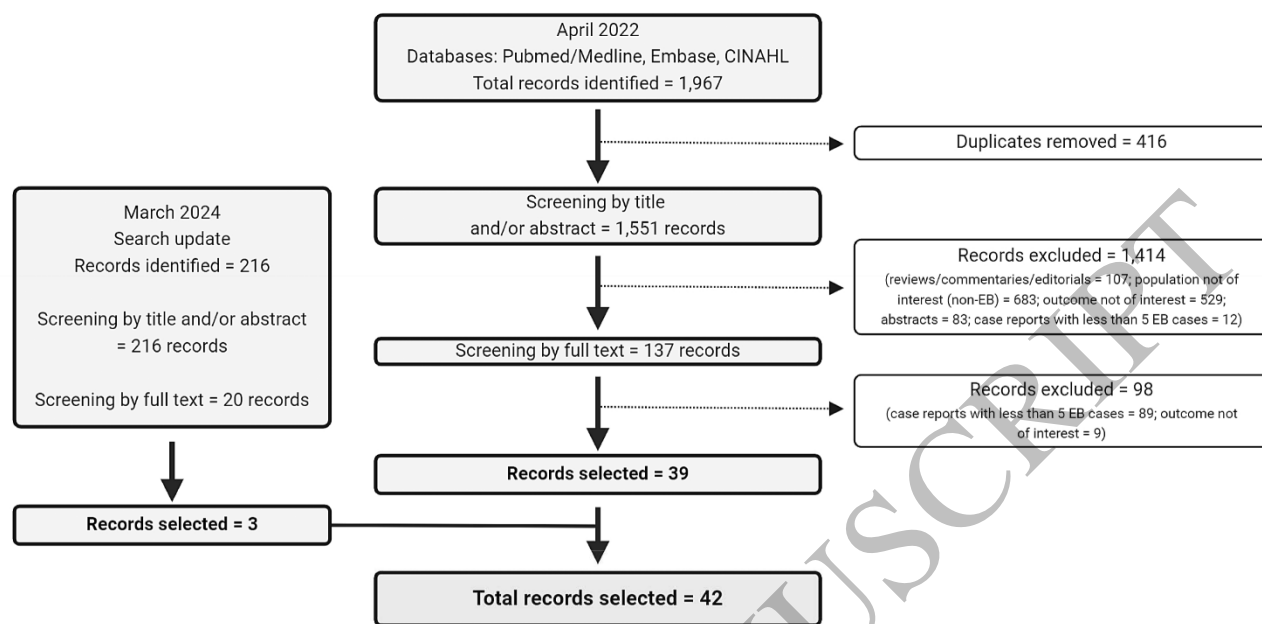 April 2022
Databases: Pubmed/Medline, Embase, CINAHL
Total records identified = 1,967
Duplicates removed = 416
Screening by title
and/or abstract = 1,551 records
March 2024
Search update
Records identified = 216
Screening by title and/or abstract
= 216 records
Screening by full text = 20 records
Records excluded = 1,414
(reviews/commentaries/editorials = 107; population not of
interest (non-EB) = 683; outcome not of interest = 529;
abstracts = 83; case reports with less than 5 EB cases = 12)
Screening by full text = 137 records
Records excluded = 98
(case reports with less than 5 EB cases = 89; outcome not
of interest = 9)
Records selected = 39
Records selected = 3
Total records selected = 42
USCRIPT